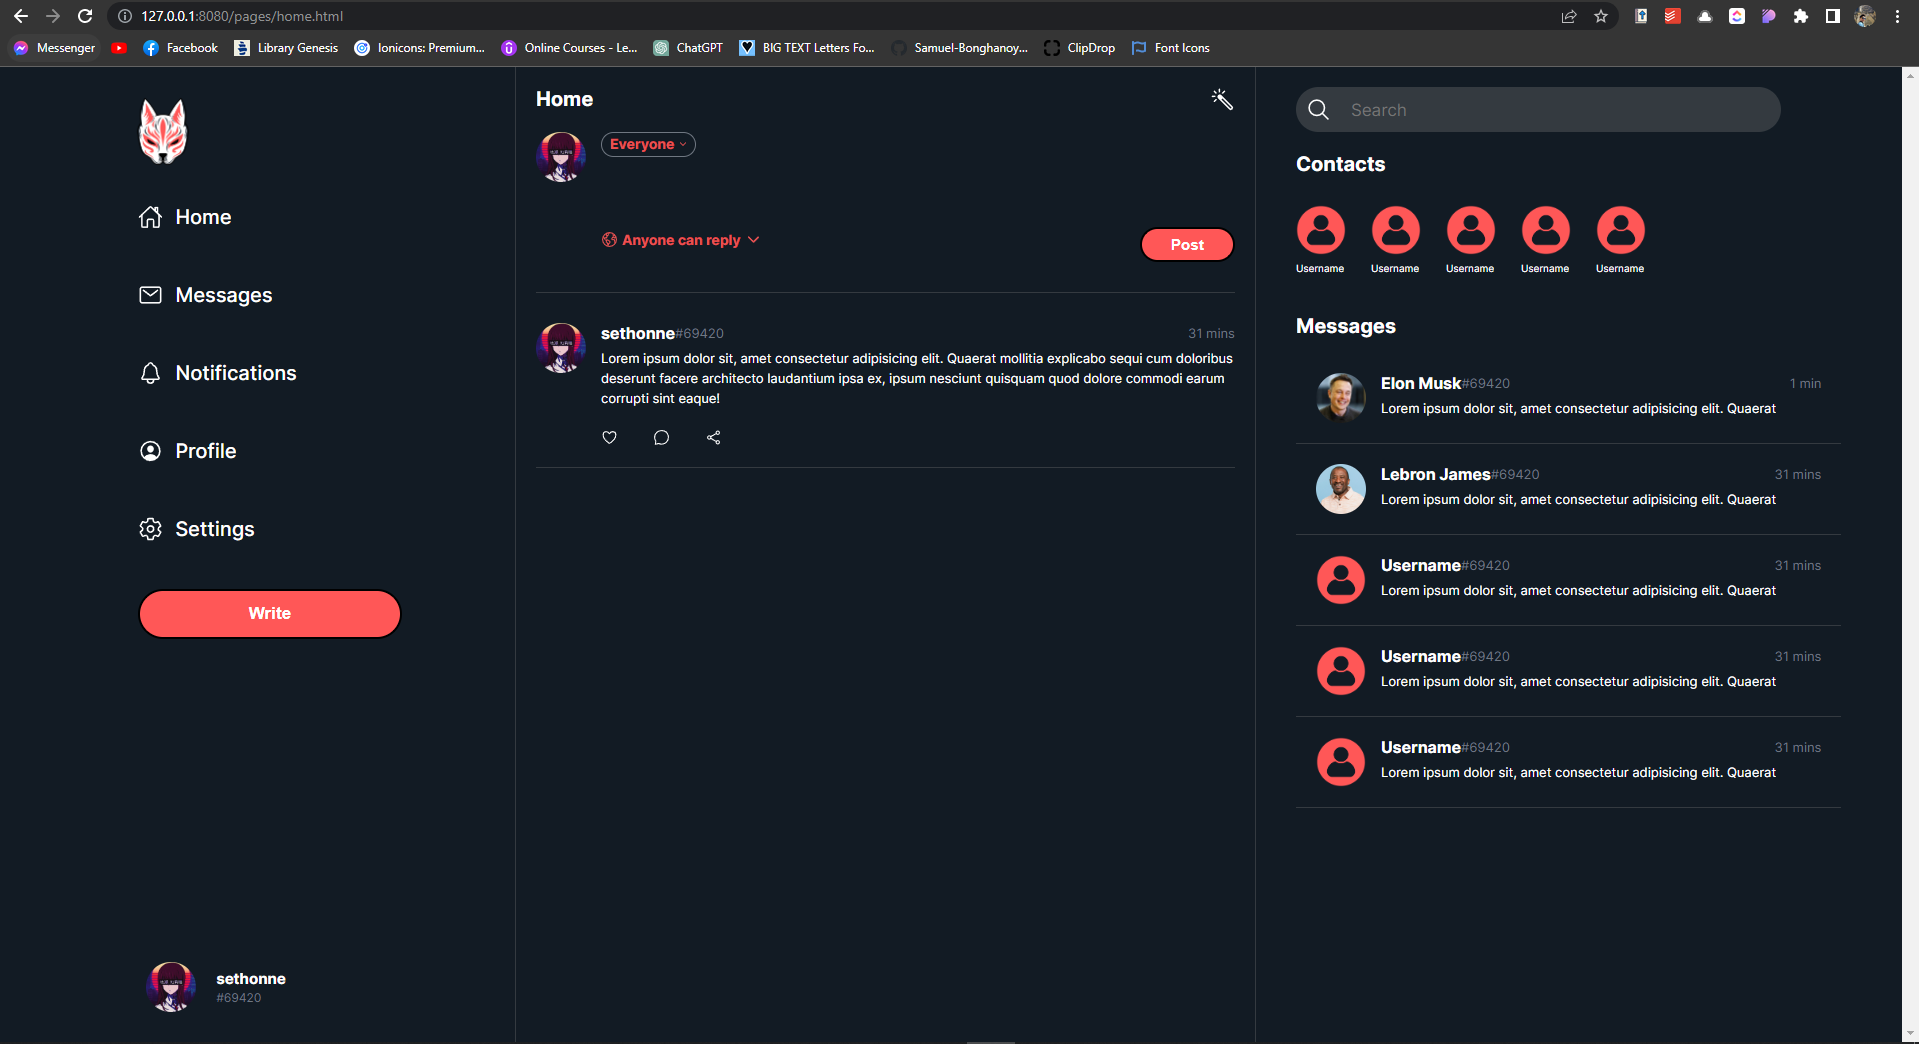 127.0.0.1:8080/pages/home.html
Messenger
Facebook
Library Genesis
Ionicons: Premium...
Online Courses - Le...
ChatGPT
BIG TEXT Letters Fo...
Samuel-Bonghanoy...
ClipDrop
Font Icons
Home
Messages
Notifications
Profile
Settings
Write
sethonne
#69420
Home
Everyone
Anyone can reply
Post
sethonne#69420
31 mins
Lorem ipsum dolor sit, amet consectetur adipisicing elit. Quaerat mollitia explicabo sequi cum doloribus
deserunt facere architecto laudantium ipsa ex, ipsum nesciunt quisquam quod dolore commodi earum
corrupti sint eaque!
Search
Contacts
Username
Username
Username
Username
Username
Messages
Elon Musk#69420
1 min
Lorem ipsum dolor sit, amet consectetur adipisicing elit. Quaerat
Lebron James#69420
31 mins
Lorem ipsum dolor sit, amet consectetur adipisicing elit. Quaerat
Username#69420
31 mins
Lorem ipsum dolor sit, amet consectetur adipisicing elit. Quaerat
Username#69420
31 mins
Lorem ipsum dolor sit, amet consectetur adipisicing elit. Quaerat
Username#69420
31 mins
Lorem ipsum dolor sit, amet consectetur adipisicing elit. Quaerat